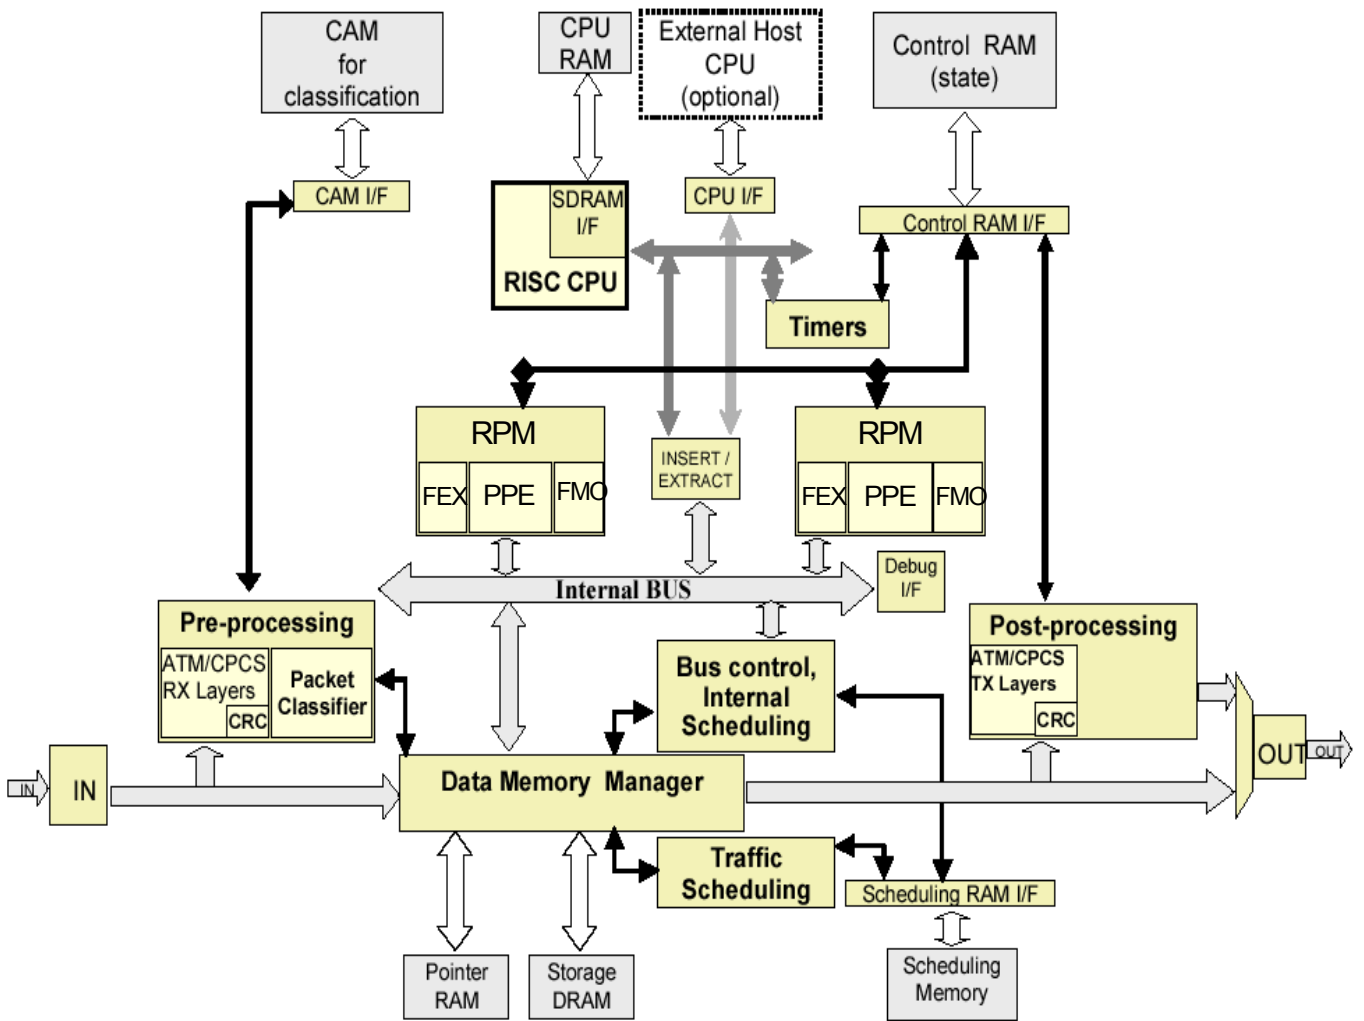 CAM
for
classification
CPU
RAM
External Host
CPU
(optional)
Control RAM
(state)
CAM I/F
SDRAM
I/F
RISC CPU
CPU I/F
Control RAM I/F
Timers
RPM
FEX
PPE
FMO
INSERT /
EXTRACT
RPM
FEX
PPE
FMO
Internal BUS
Debug
I/F
Pre-processing
ATM/CPCS
RX Layers
CRC
Packet
Classifier
Bus control,
Internal
Scheduling
Post-processing
ATM/CPCS
TX Layers
CRC
IN
IN
Data Memory Manager
OUT
OUT
Traffic
Scheduling
Scheduling RAM I/F
Pointer
RAM
Storage
DRAM
Scheduling
Memory